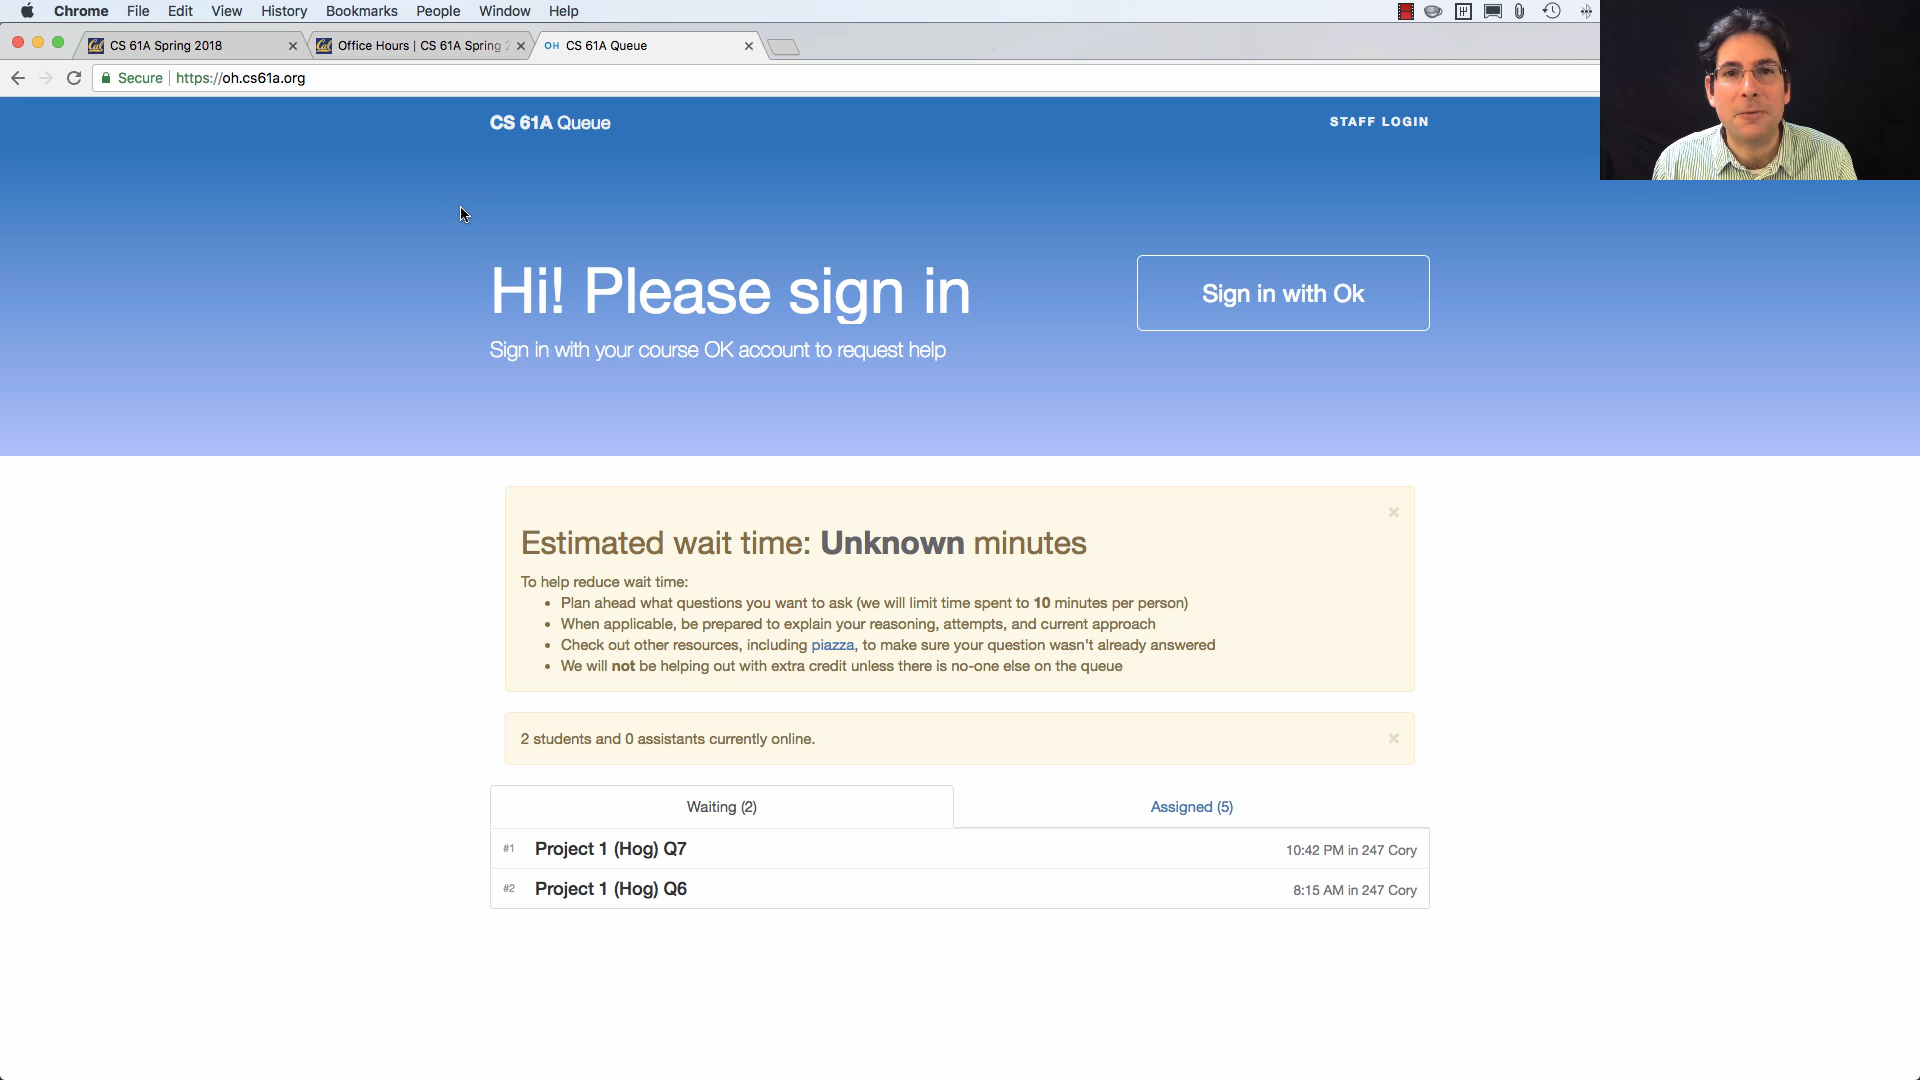 Chrome File Edit View History Bookmarks People Window Help
CS 61A Spring 2018
Office Hours | CS 61A Spring 2
OH CS 61A Queue
Secure https://oh.cs61a.org
CS 61A Queue
STAFF LOGIN
Hi! Please sign in
Sign in with Ok
Sign in with your course OK account to request help
Estimated wait time: Unknown minutes
To help reduce wait time:
Plan ahead what questions you want to ask (we will limit time spent to 10 minutes per person)
When applicable, be prepared to explain your reasoning, attempts, and current approach
Check out other resources, including piazza, to make sure your question wasn't already answered
We will not be helping out with extra credit unless there is no-one else on the queue
2 students and 0 assistants currently online.
Waiting (2)
Assigned (5)
#1 Project 1 (Hog) Q7 10:42 PM in 247 Cory
#2 Project 1 (Hog) Q6 8:15 AM in 247 Cory